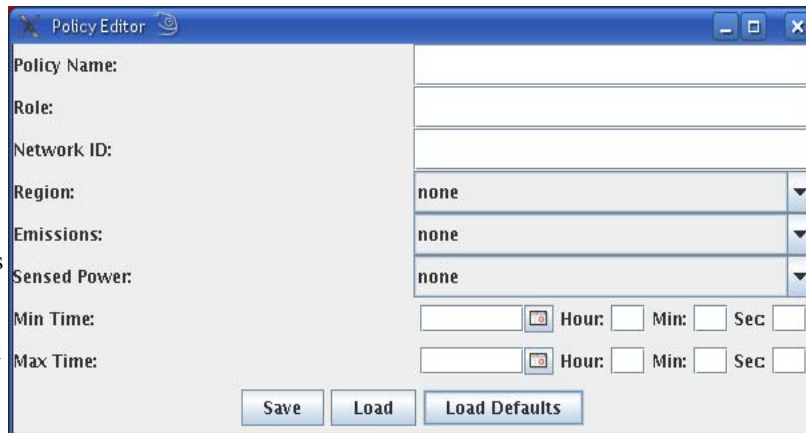 Policy Editor
Policy Name:
Role:
Network ID:
Region: none
Emissions: none
Sensed Power: none
Min Time: Hour: Min: Sec:
Max Time: Hour: Min: Sec:
Save Load Load Defaults